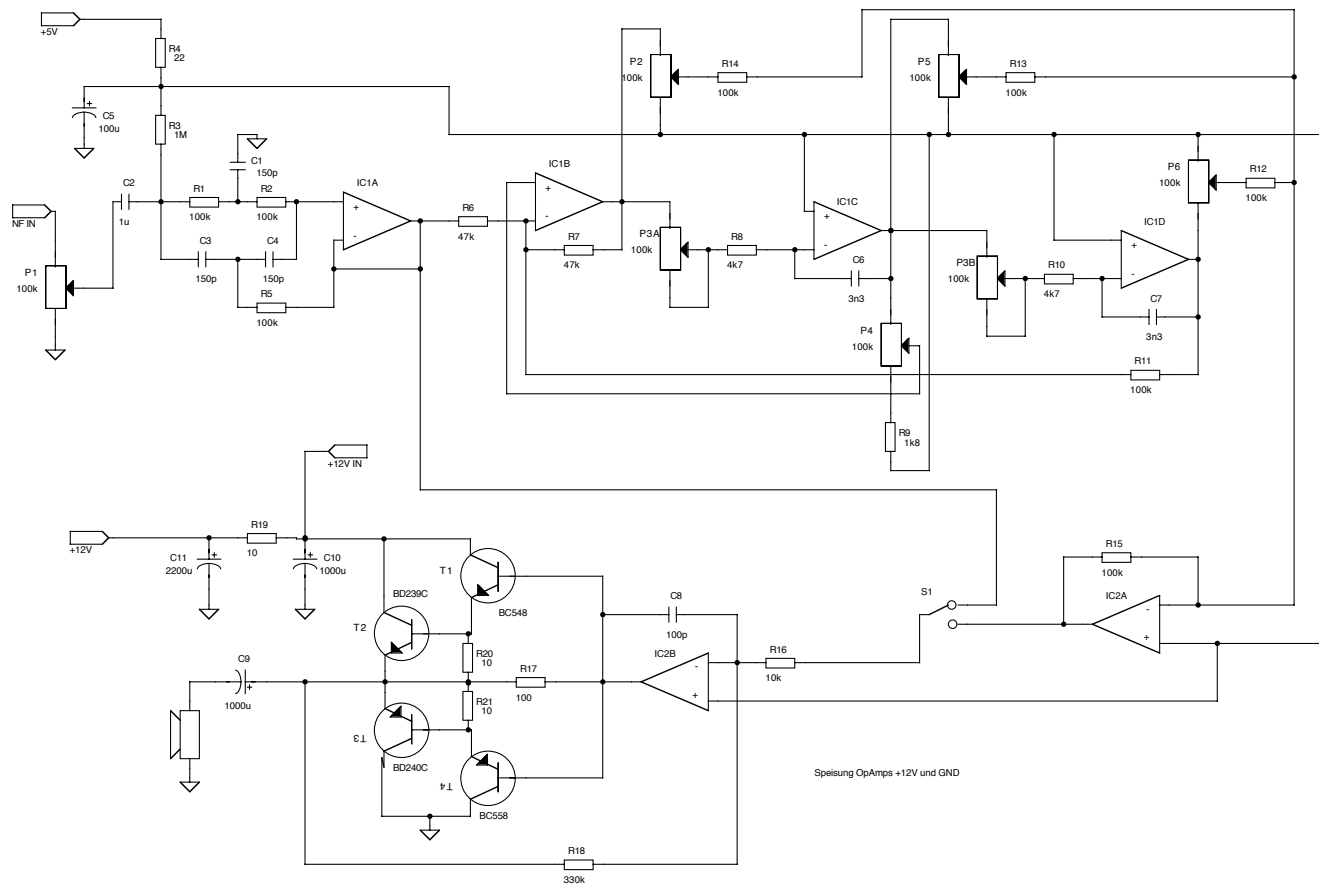 +5V
R4
22
C5
100u
R3
1M
C1
150p
C2
1u
R1
100k
R2
100k
C3
150p
C4
150p
R5
100k
NF IN
P1
100k
IC1A
+
-
R6
47k
IC1B
+
-
R7
47k
P2
100k
R14
100k
P3A
100k
R8
4k7
IC1C
+
-
C6
3n3
P4
100k
R9
1k8
P5
100k
R13
100k
P3B
100k
R10
4k7
IC1D
+
-
C7
3n3
R11
100k
P6
100k
R12
100k
+12V IN
+12V
R19
10
C11
2200u
+
C10
1000u
+
T1
BC548
BD239C
T2
R20
10
R17
100
R21
10
C9
1000u
+
T3
BD240C
T4
BC558
C8
100p
IC2B
-
+
R16
10k
S1
R15
100k
IC2A
-
+
R18
330k
Speisung OpAmps +12V und GND